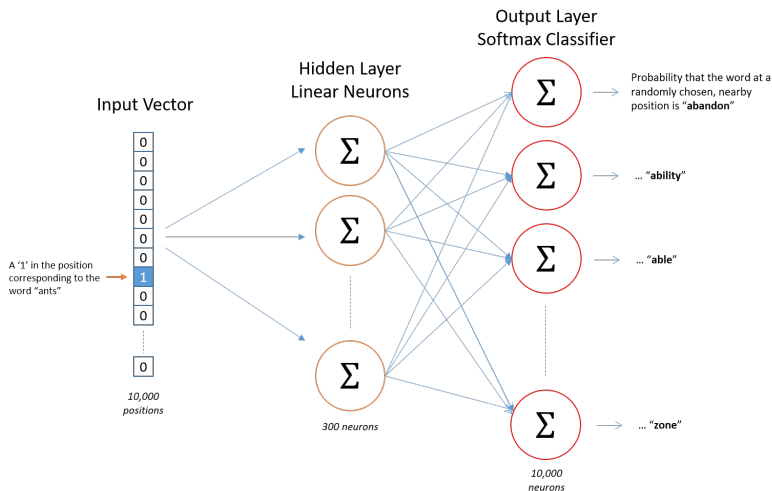 Output Layer
Softmax Classifier
Hidden Layer
Linear Neurons
Input Vector
0
0
0
0
0
0
0
1
0
0
0
A ‘1’ in the position
corresponding to the
word “ants”
10,000
positions
Σ
Σ
Σ
300 neurons
Σ
Σ
Σ
Σ
10,000
neurons
Probability that the word at a
randomly chosen, nearby
position is “abandon”
… “ability”
… “able”
… “zone”